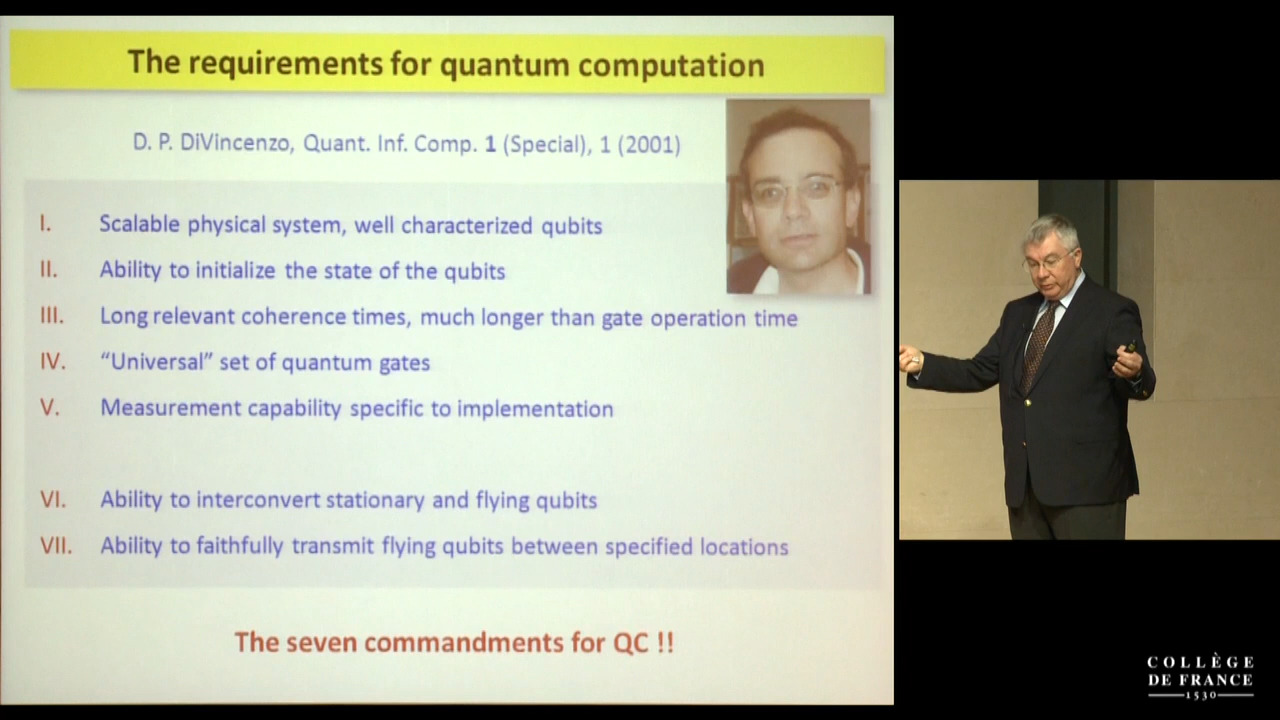 The requirements for quantum computation
D. P. DiVincenzo, Quant. Inf. Comp. 1 (Special), 1 (2001)
I. Scalable physical system, well characterized qubits
II. Ability to initialize the state of the qubits
III. Long relevant coherence times, much longer than gate operation time
IV. “Universal” set of quantum gates
V. Measurement capability specific to implementation
VI. Ability to interconvert stationary and flying qubits
VII. Ability to faithfully transmit flying qubits between specified locations
The seven commandments for QC !!
COLLÈGE
DE FRANCE
1530